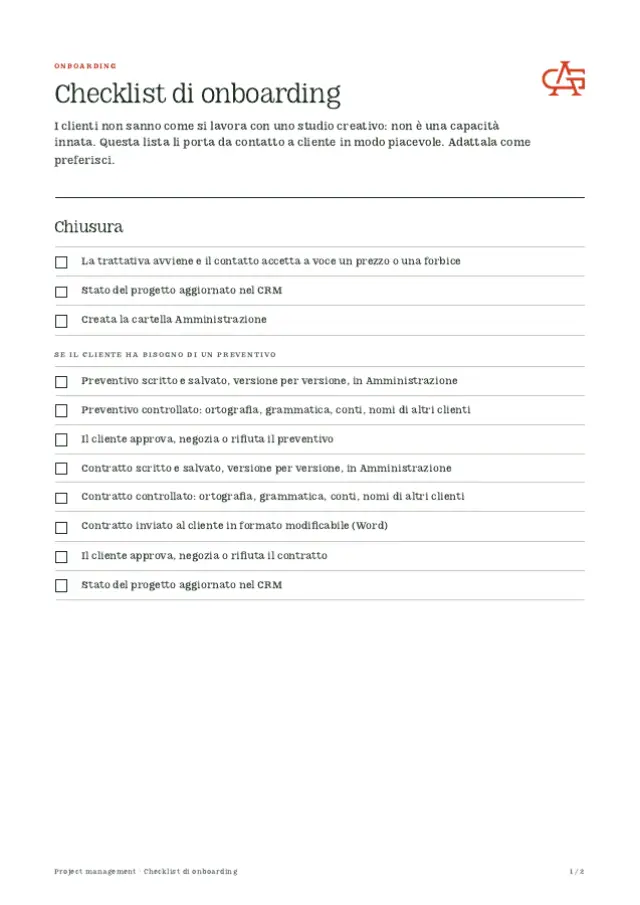 ONBOARDING
Checklist di onboarding
I clienti non sanno come si lavora con uno studio creativo: non è una capacità
innata. Questa lista li porta da contatto a cliente in modo piacevole. Adattala come
preferisci.
Chiusura
La trattativa avviene e il contatto accetta a voce un prezzo o una forbice
Stato del progetto aggiornato nel CRM
Creata la cartella Amministrazione
SE IL CLIENTE HA BISOGNO DI UN PREVENTIVO
Preventivo scritto e salvato, versione per versione, in Amministrazione
Preventivo controllato: ortografia, grammatica, conti, nomi di altri clienti
Il cliente approva, negozia o rifiuta il preventivo
Contratto scritto e salvato, versione per versione, in Amministrazione
Contratto controllato: ortografia, grammatica, conti, nomi di altri clienti
Contratto inviato al cliente in formato modificabile (Word)
Il cliente approva, negozia o rifiuta il contratto
Stato del progetto aggiornato nel CRM
Project management · Checklist di onboarding
1 / 2